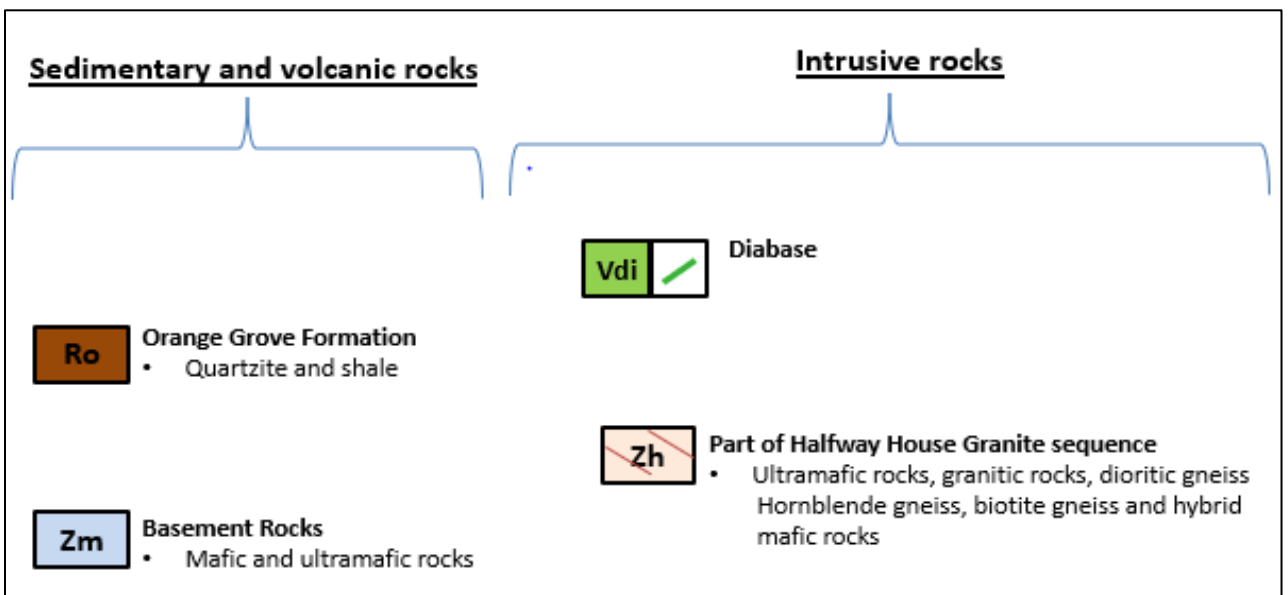 Sedimentary and volcanic rocks
Intrusive rocks
Vdi
Diabase
Ro
Orange Grove Formation
• Quartzite and shale
Zh
Part of Halfway House Granite sequence
• Ultramafic rocks, granitic rocks, dioritic gneiss
Hornblende gneiss, biotite gneiss and hybrid
mafic rocks
Zm
Basement Rocks
• Mafic and ultramafic rocks